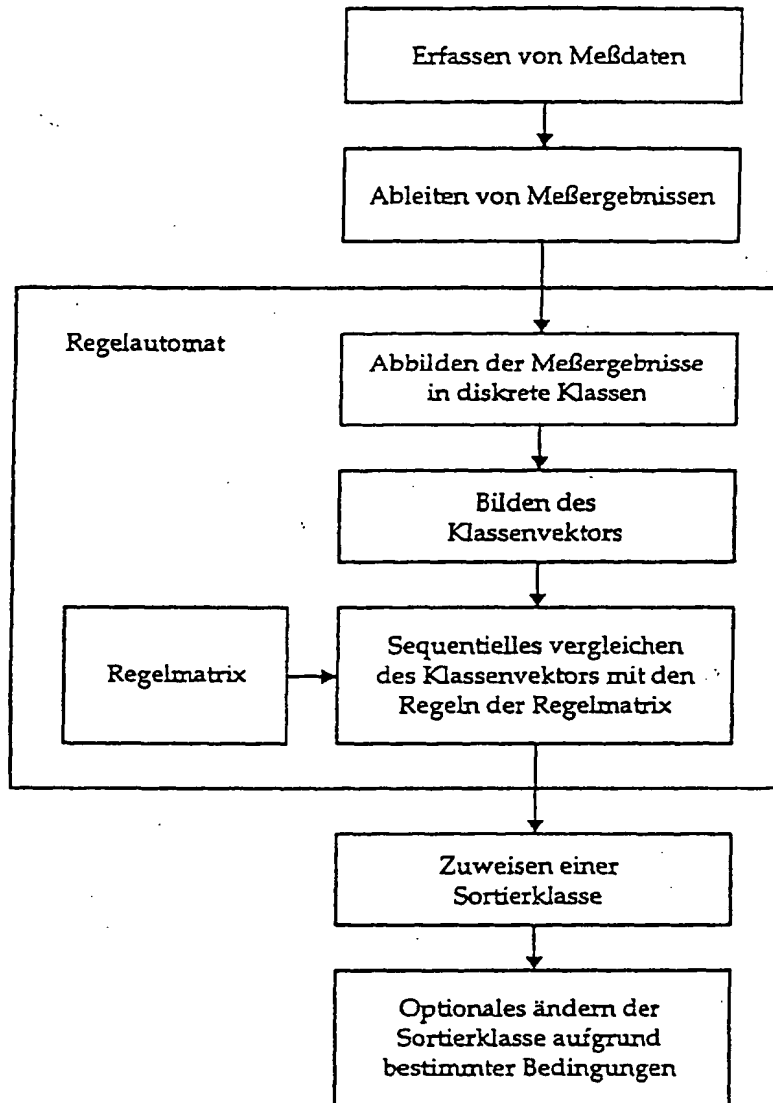 Erfassen von Meßdaten
Ableiten von Meßergebnissen
Regelautomat
Abbilden der Meßergebnisse
in diskrete Klassen
Bilden des
Klassenvektors
Regelmatrix
Sequentielles vergleichen
des Klassenvektors mit den
Regeln der Regelmatrix
Zuweisen einer
Sortierklasse
Optionales ändern der
Sortierklasse aufgrund
bestimmter Bedingungen